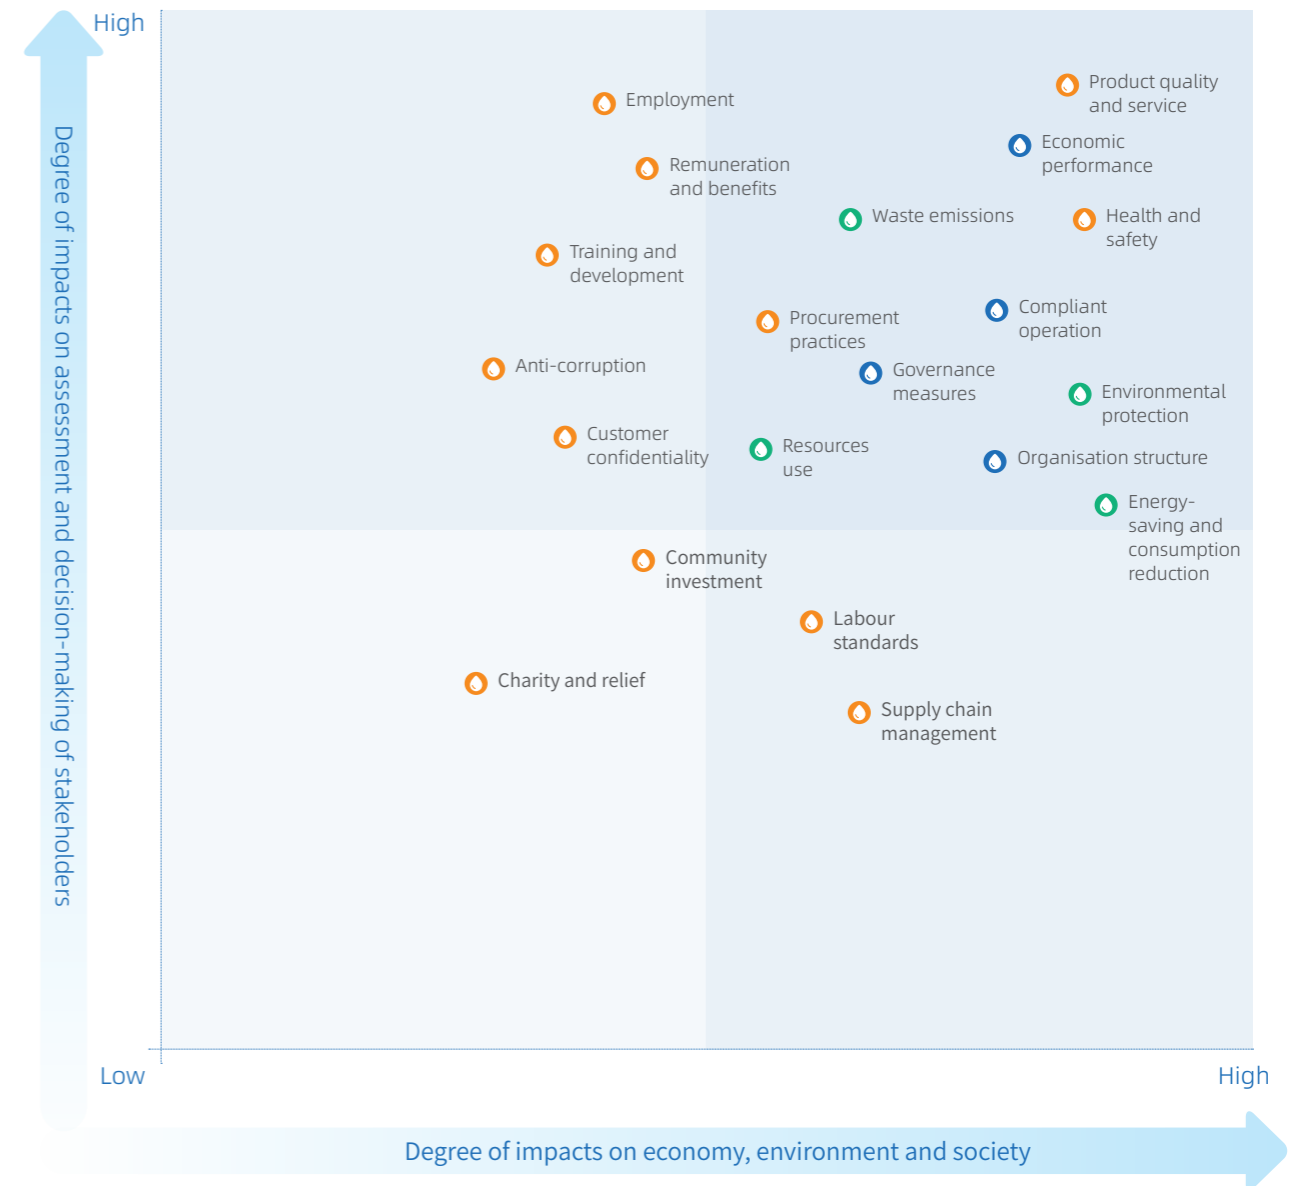 High
Degree of impacts on assessment and decision-making of stakeholders
Product quality
and service
Employment
Economic
performance
Remuneration
and benefits
Waste emissions
Health and
safety
Training and
development
Compliant
operation
Procurement
practices
Anti-corruption
Governance
measures
Environmental
protection
Customer
confidentiality
Resources
use
Organisation structure
Energy-
saving and
consumption
reduction
Community
investment
Labour
standards
Charity and relief
Supply chain
management
Low
High
Degree of impacts on economy, environment and society